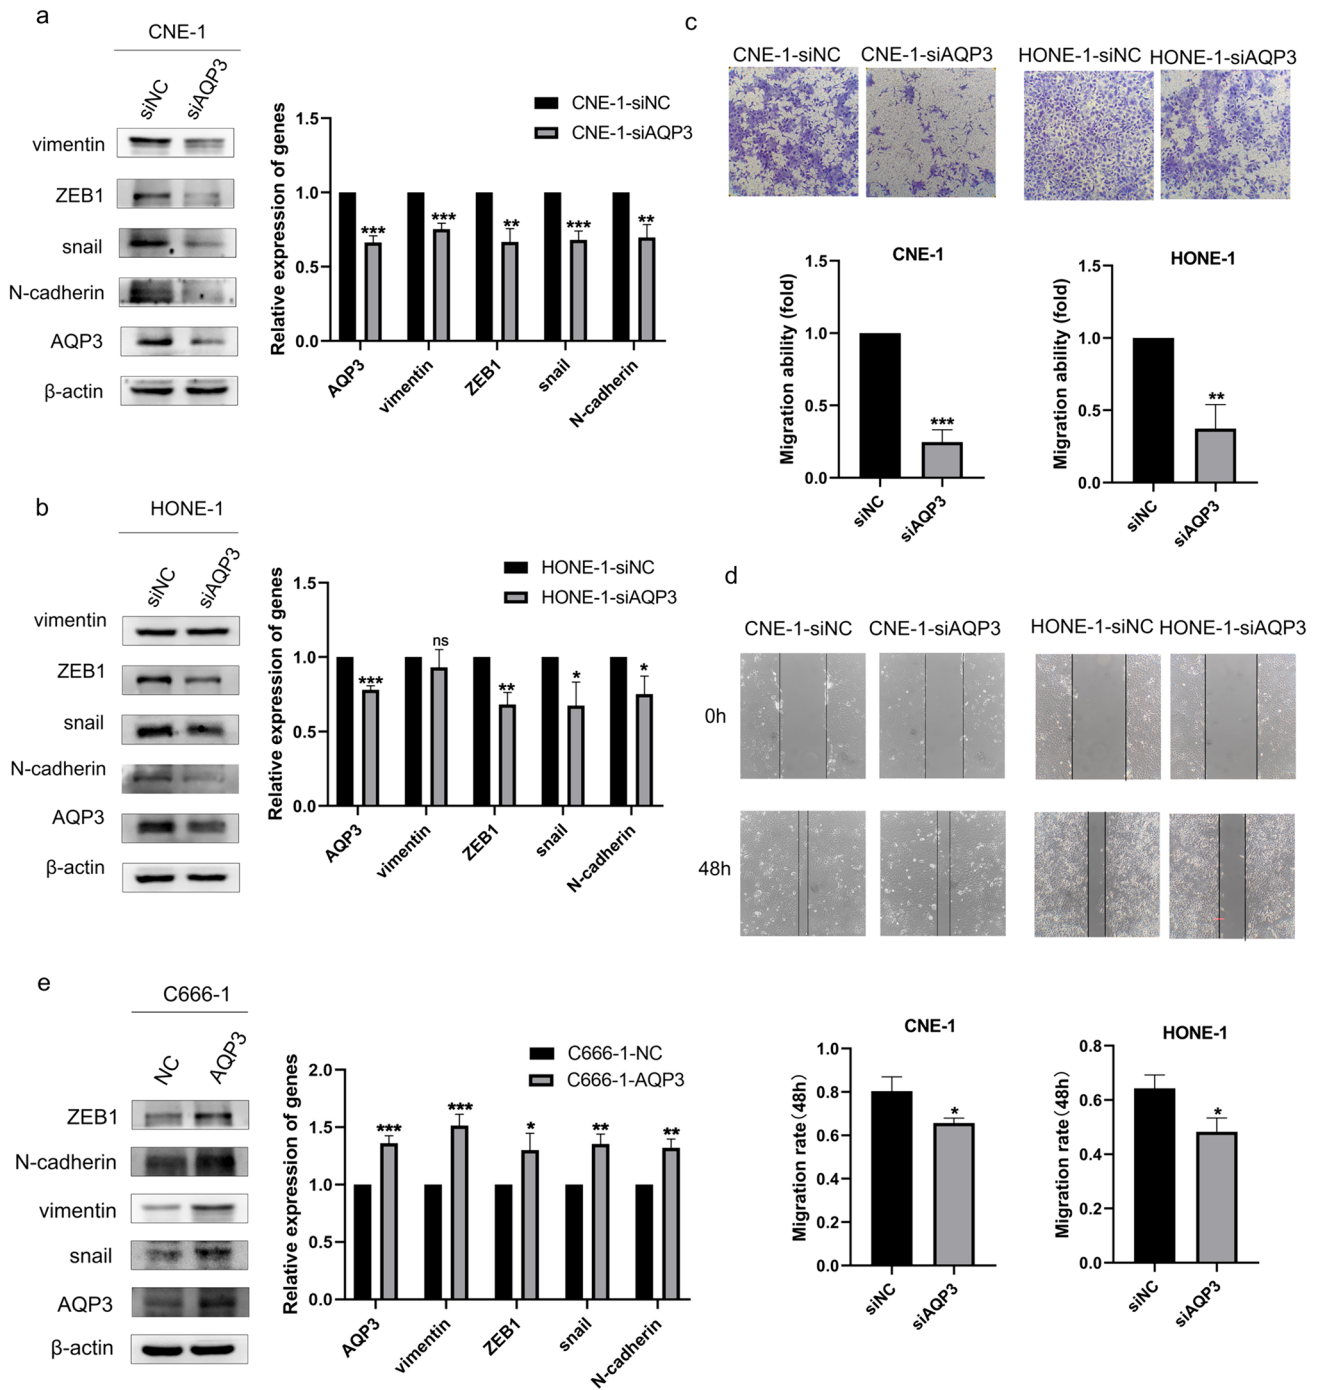 a
CNE-1
siNC
siAQP3
vimentin
ZEB1
snail
N-cadherin
AQP3
β-actin
CNE-1-siNC
CNE-1-siAQP3
Relative expression of genes
1.5
1.0
0.5
0.0
***
***
**
***
**
AQP3
vimentin
ZEB1
snail
N-cadherin
b
HONE-1
siNC
siAQP3
vimentin
ZEB1
snail
N-cadherin
AQP3
β-actin
HONE-1-siNC
HONE-1-siAQP3
Relative expression of genes
1.5
1.0
0.5
0.0
***
ns
**
*
*
AQP3
vimentin
ZEB1
snail
N-cadherin
c
CNE-1-siNC
CNE-1-siAQP3
HONE-1-siNC
HONE-1-siAQP3
CNE-1
Migration ability (fold)
1.5
1.0
0.5
0.0
***
siNC
siAQP3
HONE-1
Migration ability (fold)
1.5
1.0
0.5
0.0
**
siNC
siAQP3
d
CNE-1-siNC
CNE-1-siAQP3
HONE-1-siNC
HONE-1-siAQP3
0h
48h
CNE-1
Migration rate(48h)
1.0
0.8
0.6
0.4
0.2
0.0
*
siNC
siAQP3
HONE-1
Migration rate(48h)
0.8
0.6
0.4
0.2
0.0
*
siNC
siAQP3
e
C666-1
NC
AQP3
ZEB1
N-cadherin
vimentin
snail
AQP3
β-actin
C666-1-NC
C666-1-AQP3
Relative expression of genes
2.0
1.5
1.0
0.5
0.0
***
***
*
**
**
AQP3
vimentin
ZEB1
snail
N-cadherin